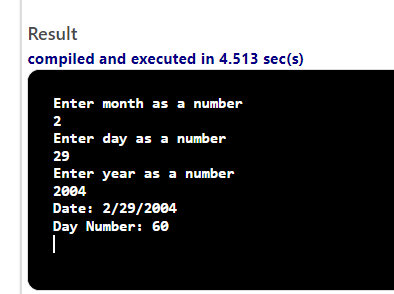 Result
compiled and executed in 4.513 sec(s)
Enter month as a number
2
Enter day as a number
29
Enter year as a number
2004
Date: 2/29/2004
Day Number: 60